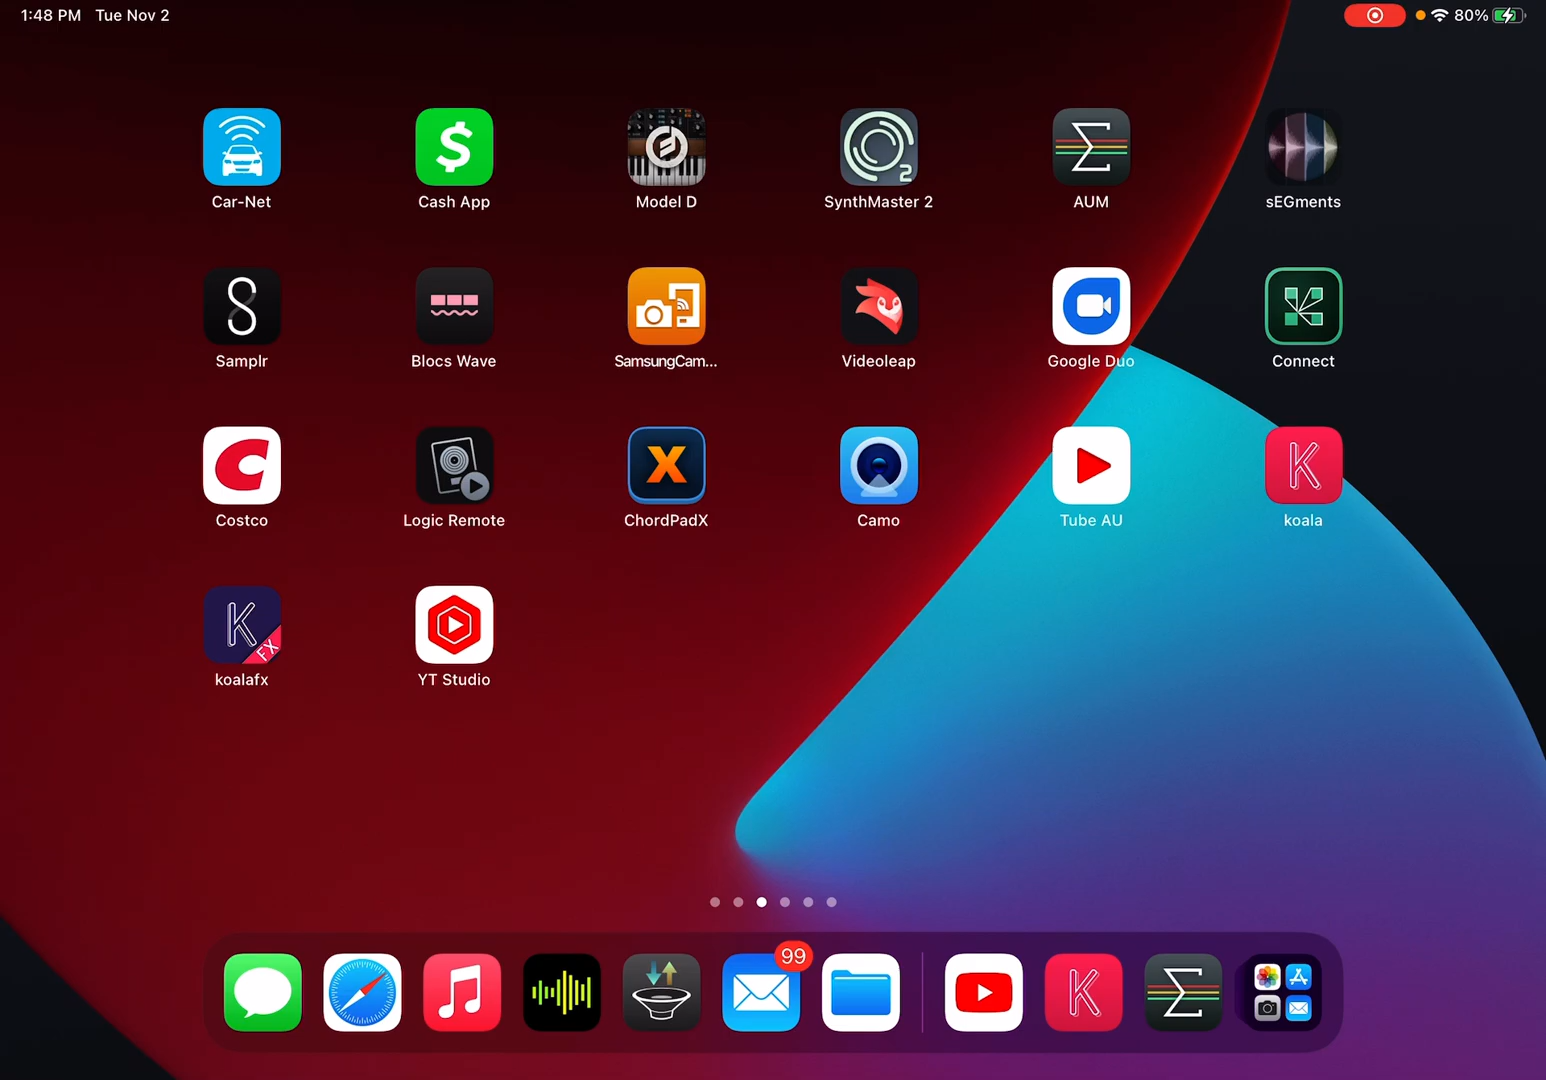 1:48 PM Tue Nov 2
80%
Car-Net
Cash App
Model D
SynthMaster 2
AUM
sEGments
Samplr
Blocs Wave
SamsungCam...
Videoleap
Google Duo
Connect
Costco
Logic Remote
ChordPadX
Camo
Tube AU
koala
FX
koalafx
YT Studio
99